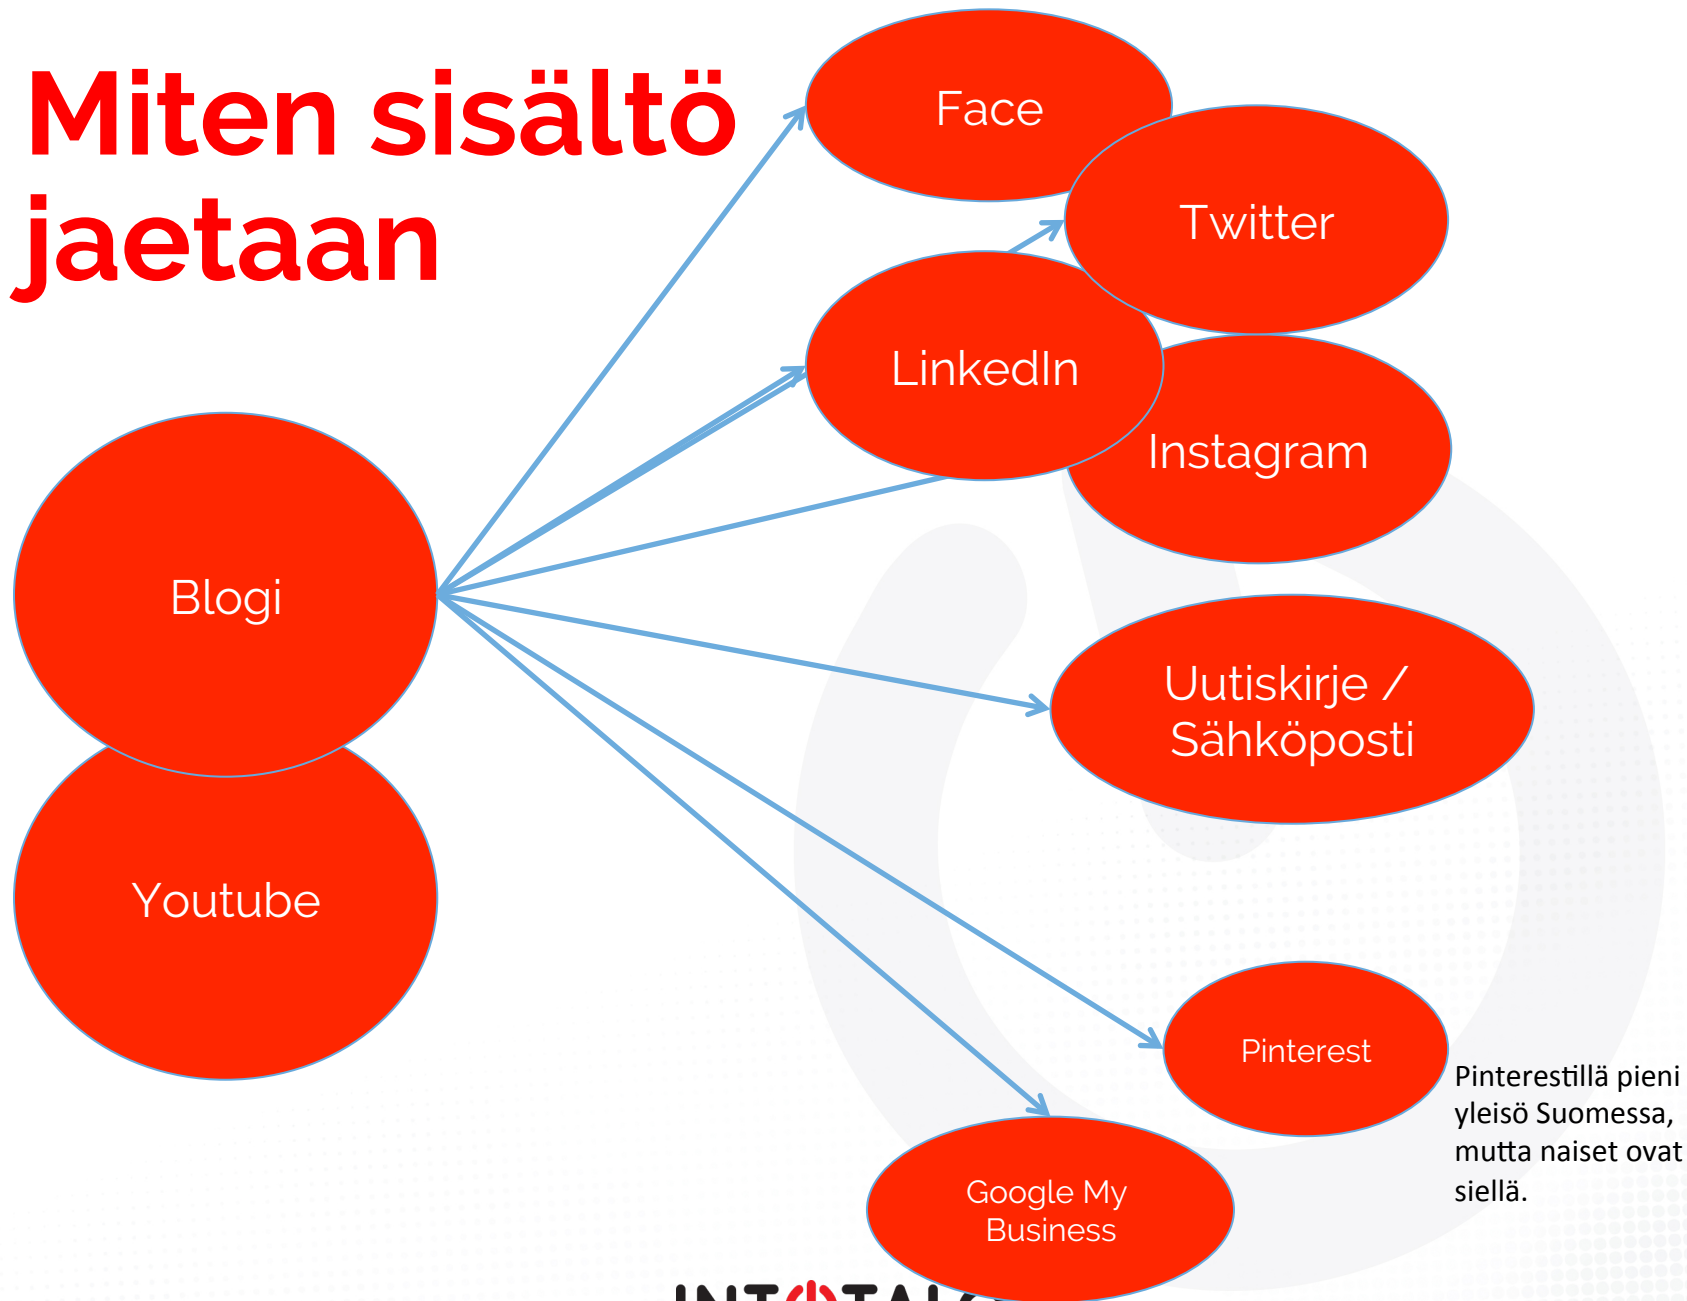 Miten sisältö
jaetaan
Face
Twitter
LinkedIn
Instagram
Blogi
Uutiskirje /
Sähköposti
Youtube
Pinterest
Pinterestillä pieni
yleisö Suomessa,
mutta naiset ovat
siellä.
Google My
Business